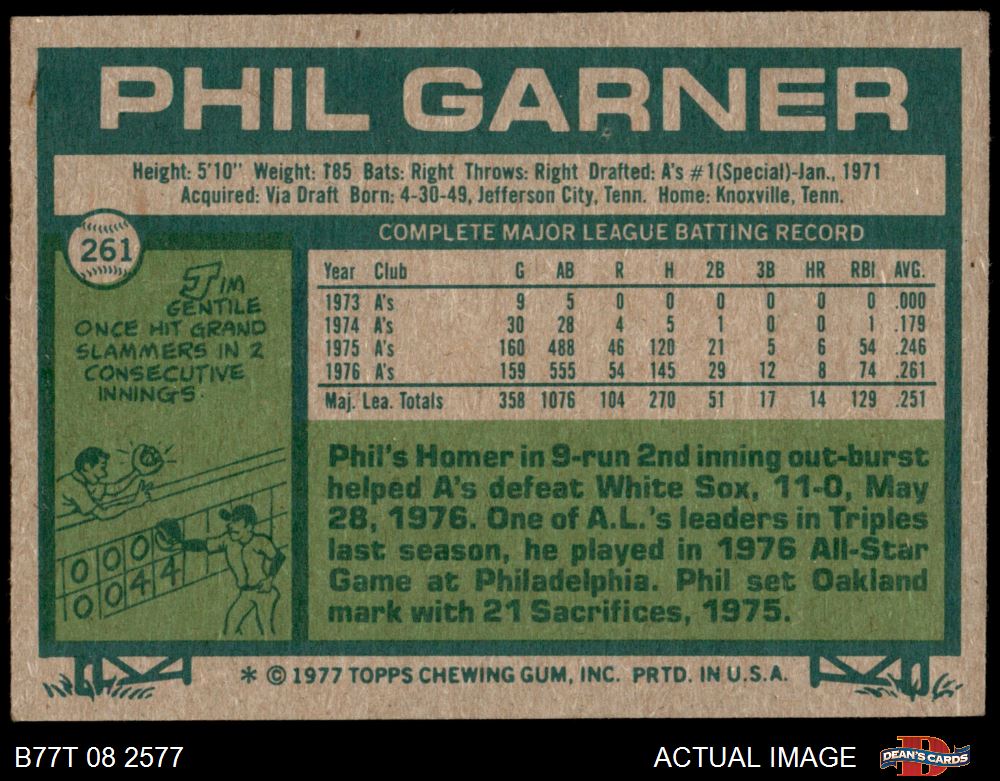 PHIL GARNER
Height: 5'10" Weight: 185 Bats: Right Throws: Right Drafted: A's #1(Special)-Jan., 1971
Acquired: Via Draft Born: 4-30-49, Jefferson City, Tenn. Home: Knoxville, Tenn.
261
JIM
GENTILE
ONCE HIT GRAND
SLAMMERS IN 2
CONSECUTIVE
INNINGS.
0 0 0
0 0 4 4
COMPLETE MAJOR LEAGUE BATTING RECORD
Year Club G AB R H 2B 3B HR RBI AVG.
1973 A's 9 5 0 0 0 0 0 0 .000
1974 A's 30 28 4 5 1 0 0 1 .179
1975 A's 160 488 46 120 21 5 6 54 .246
1976 A's 159 555 54 145 29 12 8 74 .261
Maj. Lea. Totals 358 1076 104 270 51 17 14 129 .251
Phil's Homer in 9-run 2nd inning out-burst
helped A's defeat White Sox, 11-0, May
28, 1976. One of A.L.'s leaders in Triples
last season, he played in 1976 All-Star
Game at Philadelphia. Phil set Oakland
mark with 21 Sacrifices, 1975.
* © 1977 TOPPS CHEWING GUM, INC. PRTD. IN U.S.A.
B77T 08 2577
ACTUAL IMAGE
DEAN'S CARDS